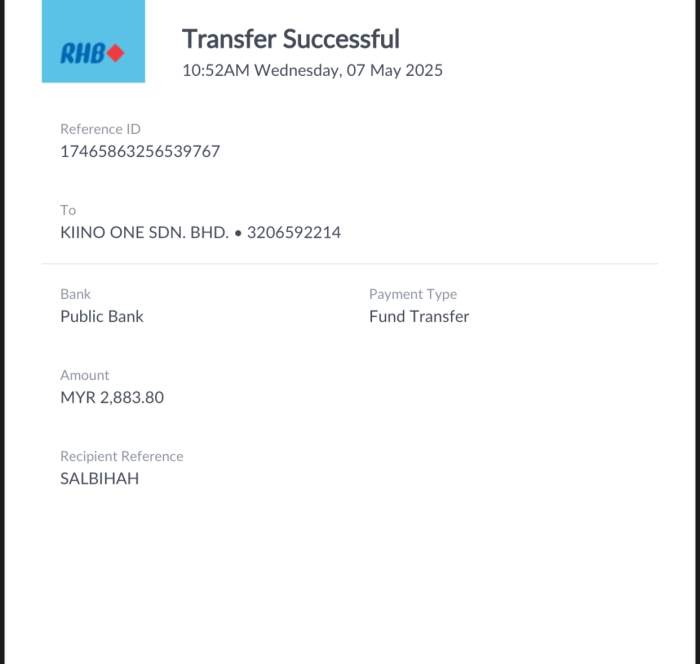 RHB
Transfer Successful
10:52AM Wednesday, 07 May 2025
Reference ID
17465863256539767
To
KIINO ONE SDN. BHD. • 3206592214
Bank
Public Bank
Payment Type
Fund Transfer
Amount
MYR 2,883.80
Recipient Reference
SALBIHAH